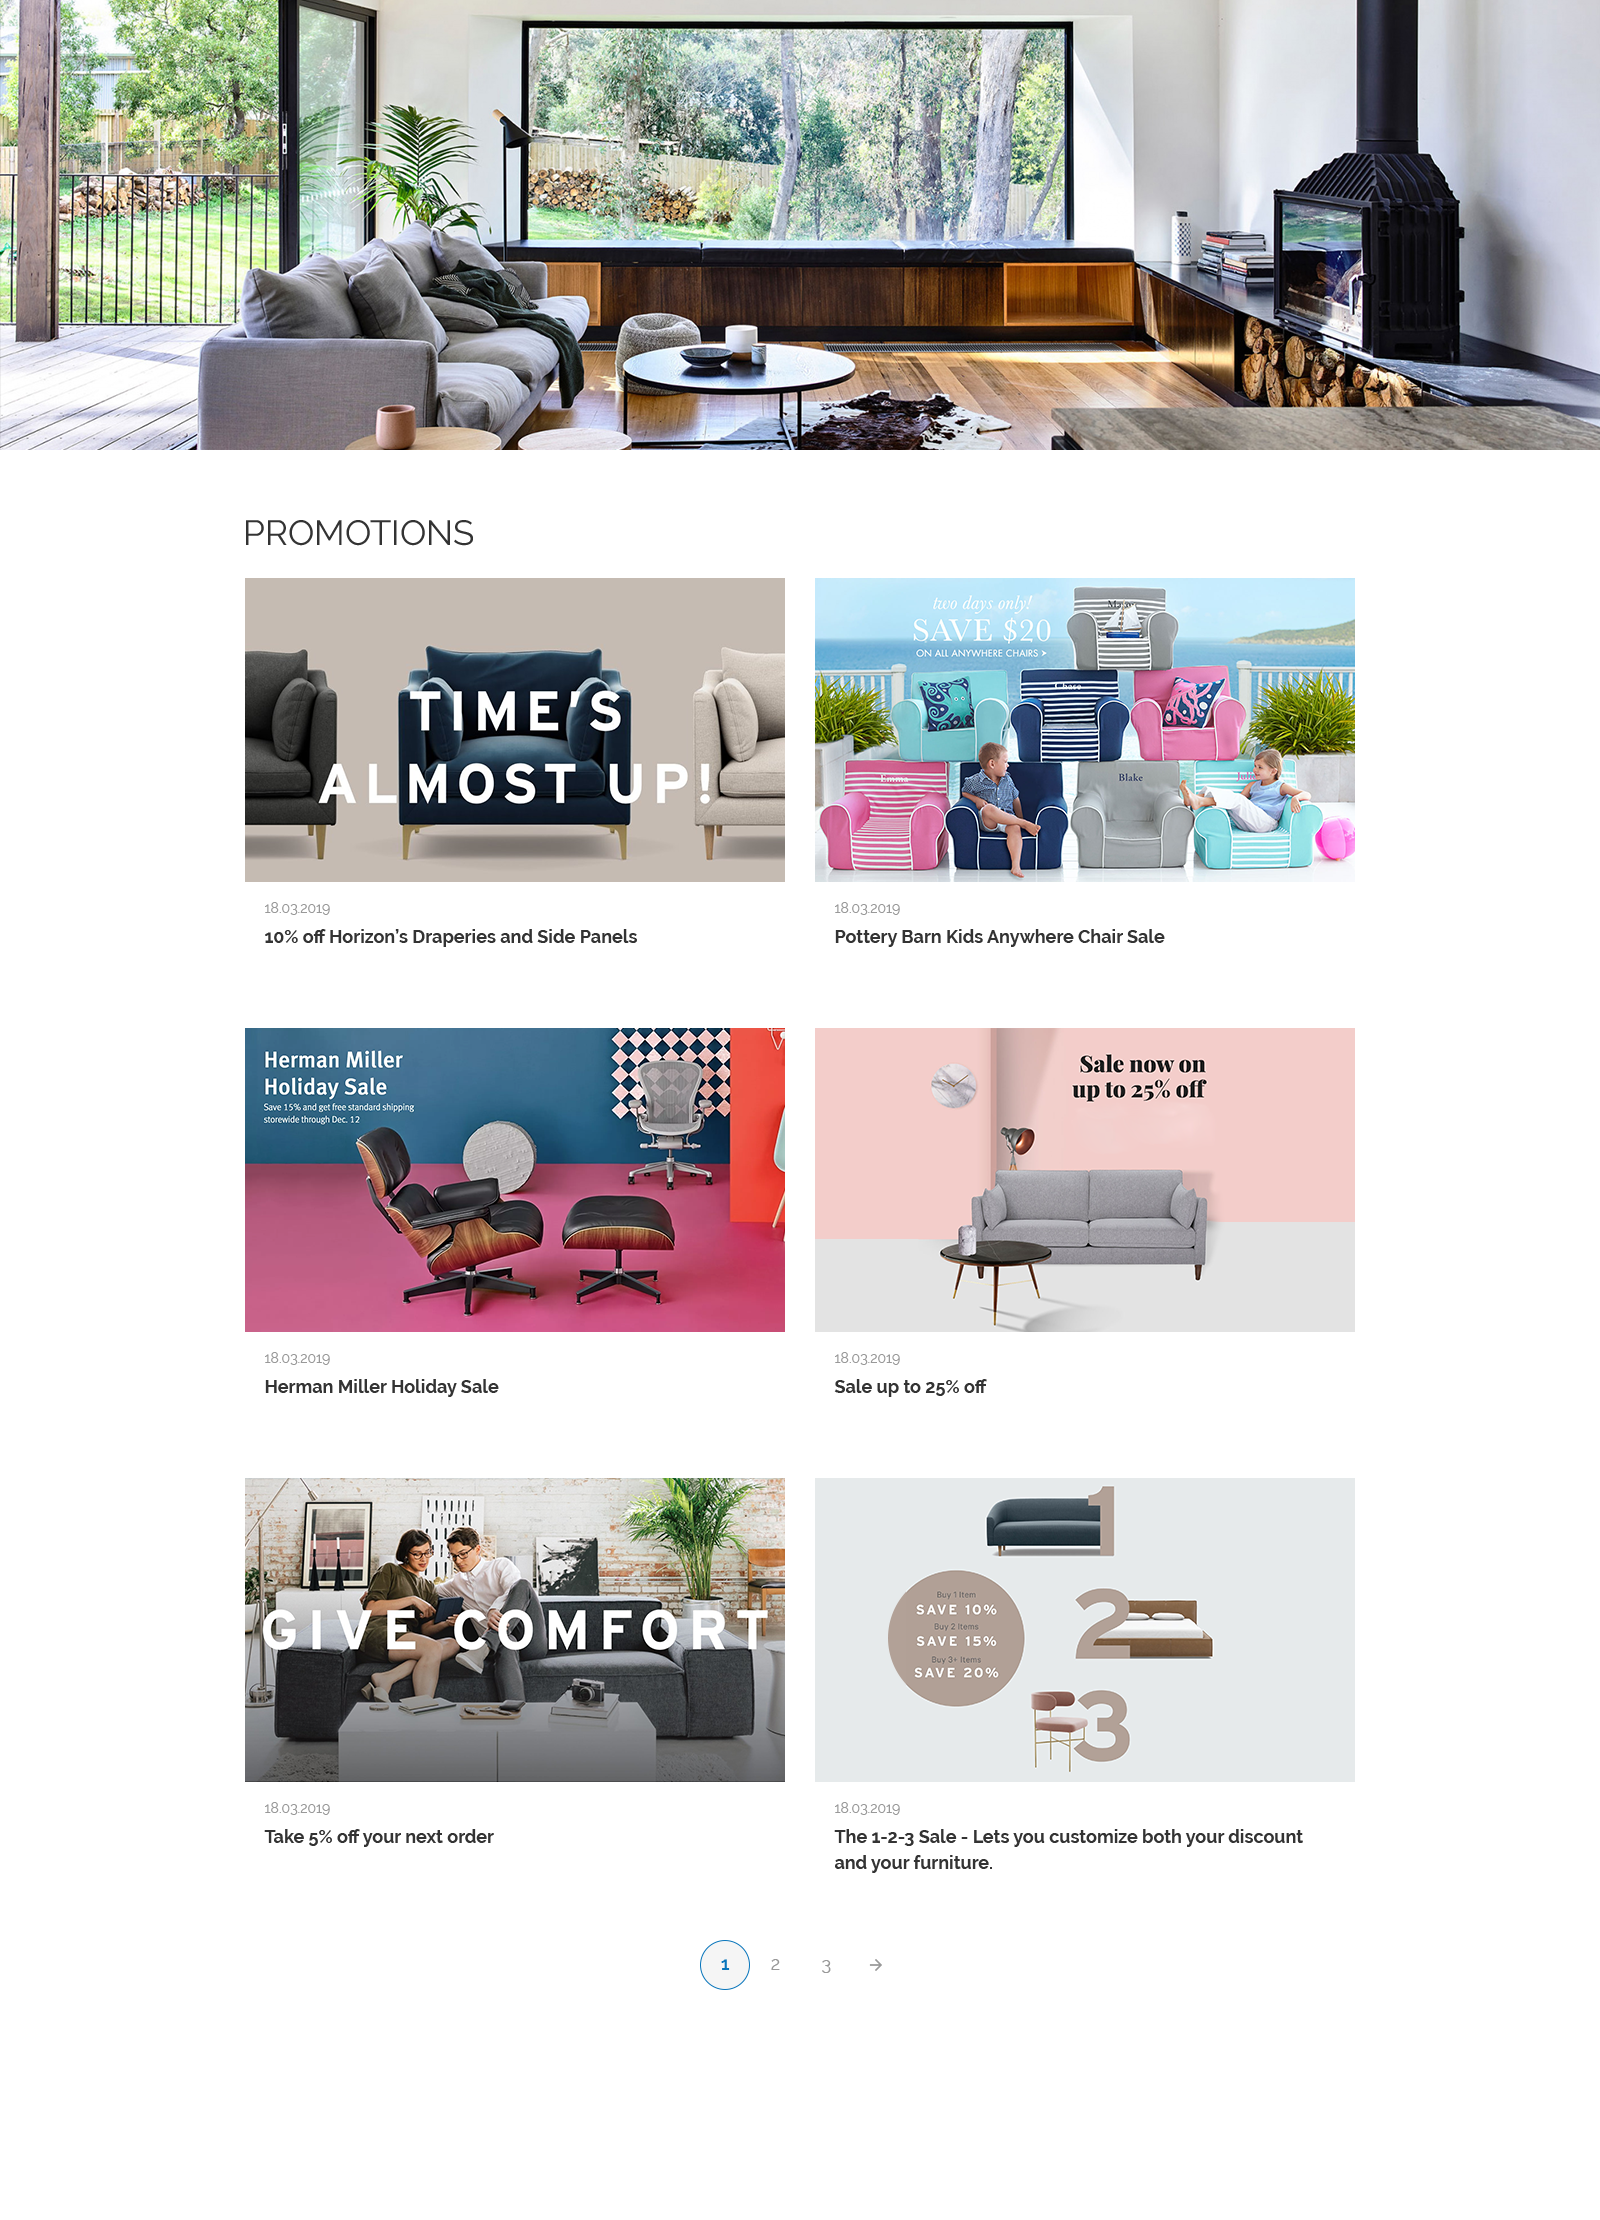 PROMOTIONS
TIME'S
ALMOST UP!
18.03.2019
10% off Horizon's Draperies and Side Panels
two days only!
SAVE $20
ON ALL ANYWHERE CHAIRS >
Chase
Emma
Blake
18.03.2019
Pottery Barn Kids Anywhere Chair Sale
Herman Miller
Holiday Sale
Save 15% and get free standard shipping
storewide through Dec. 12
18.03.2019
Herman Miller Holiday Sale
Sale now on
up to 25% off
18.03.2019
Sale up to 25% off
GIVE COMFORT
18.03.2019
Take 5% off your next order
1
Buy 1 Item
SAVE 10%
Buy 2 Items
SAVE 15%
Buy 3+ Items
SAVE 20%
2
3
18.03.2019
The 1-2-3 Sale - Lets you customize both your discount
and your furniture.
1 2 3 →